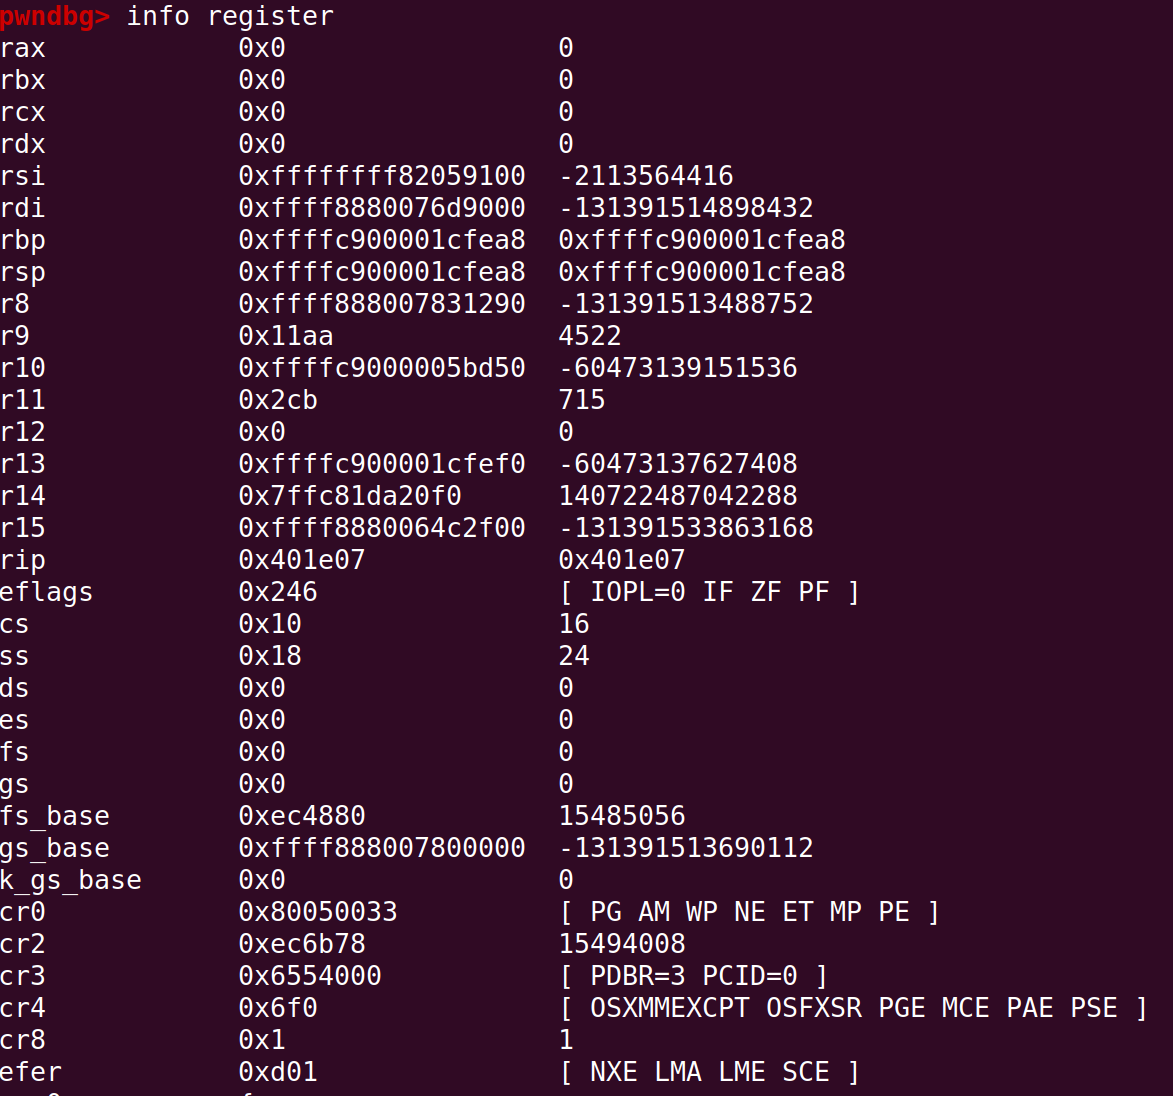 pwndbg> info register
rax 0x0 0
rbx 0x0 0
rcx 0x0 0
rdx 0x0 0
rsi 0xffffffff82059100 -2113564416
rdi 0xffff8880076d9000 -131391514898432
rbp 0xffffc900001cfea8 0xffffc900001cfea8
rsp 0xffffc900001cfea8 0xffffc900001cfea8
r8 0xffff888007831290 -131391513488752
r9 0x11aa 4522
r10 0xffffc9000005bd50 -60473139151536
r11 0x2cb 715
r12 0x0 0
r13 0xffffc900001cfef0 -60473137627408
r14 0x7ffc81da20f0 140722487042288
r15 0xffff8880064c2f00 -131391533863168
rip 0x401e07 0x401e07
eflags 0x246 [ IOPL=0 IF ZF PF ]
cs 0x10 16
ss 0x18 24
ds 0x0 0
es 0x0 0
fs 0x0 0
gs 0x0 0
fs_base 0xec4880 15485056
gs_base 0xffff888007800000 -131391513690112
k_gs_base 0x0 0
cr0 0x80050033 [ PG AM WP NE ET MP PE ]
cr2 0xec6b78 15494008
cr3 0x6554000 [ PDBR=3 PCID=0 ]
cr4 0x6f0 [ OSXMMEXCPT OSFXSR PGE MCE PAE PSE ]
cr8 0x1 1
efer 0xd01 [ NXE LMA LME SCE ]